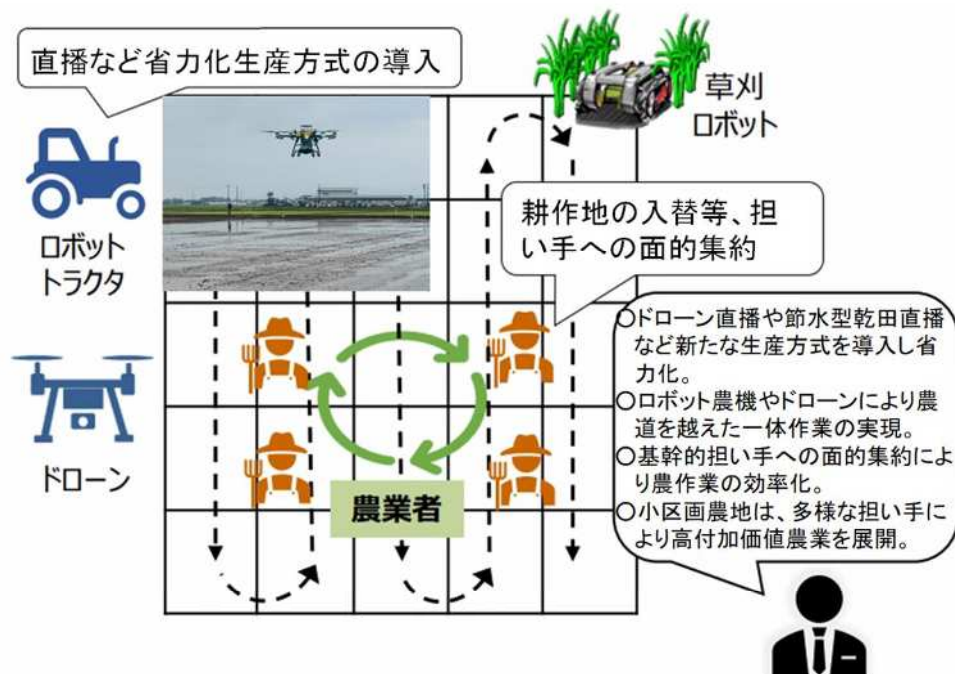 直播など省力化生産方式の導入
草刈
ロボット
ロボット
トラクタ
耕作地の入替等、担
い手への面的集約
ドローン
農業者
○ドローン直播や節水型乾田直播
など新たな生産方式を導入し省
力化。
○ロボット農機やドローンにより農
道を越えた一体作業の実現。
○基幹的担い手への面的集約によ
り農作業の効率化。
○小区画農地は、多様な担い手に
より高付加価値農業を展開。